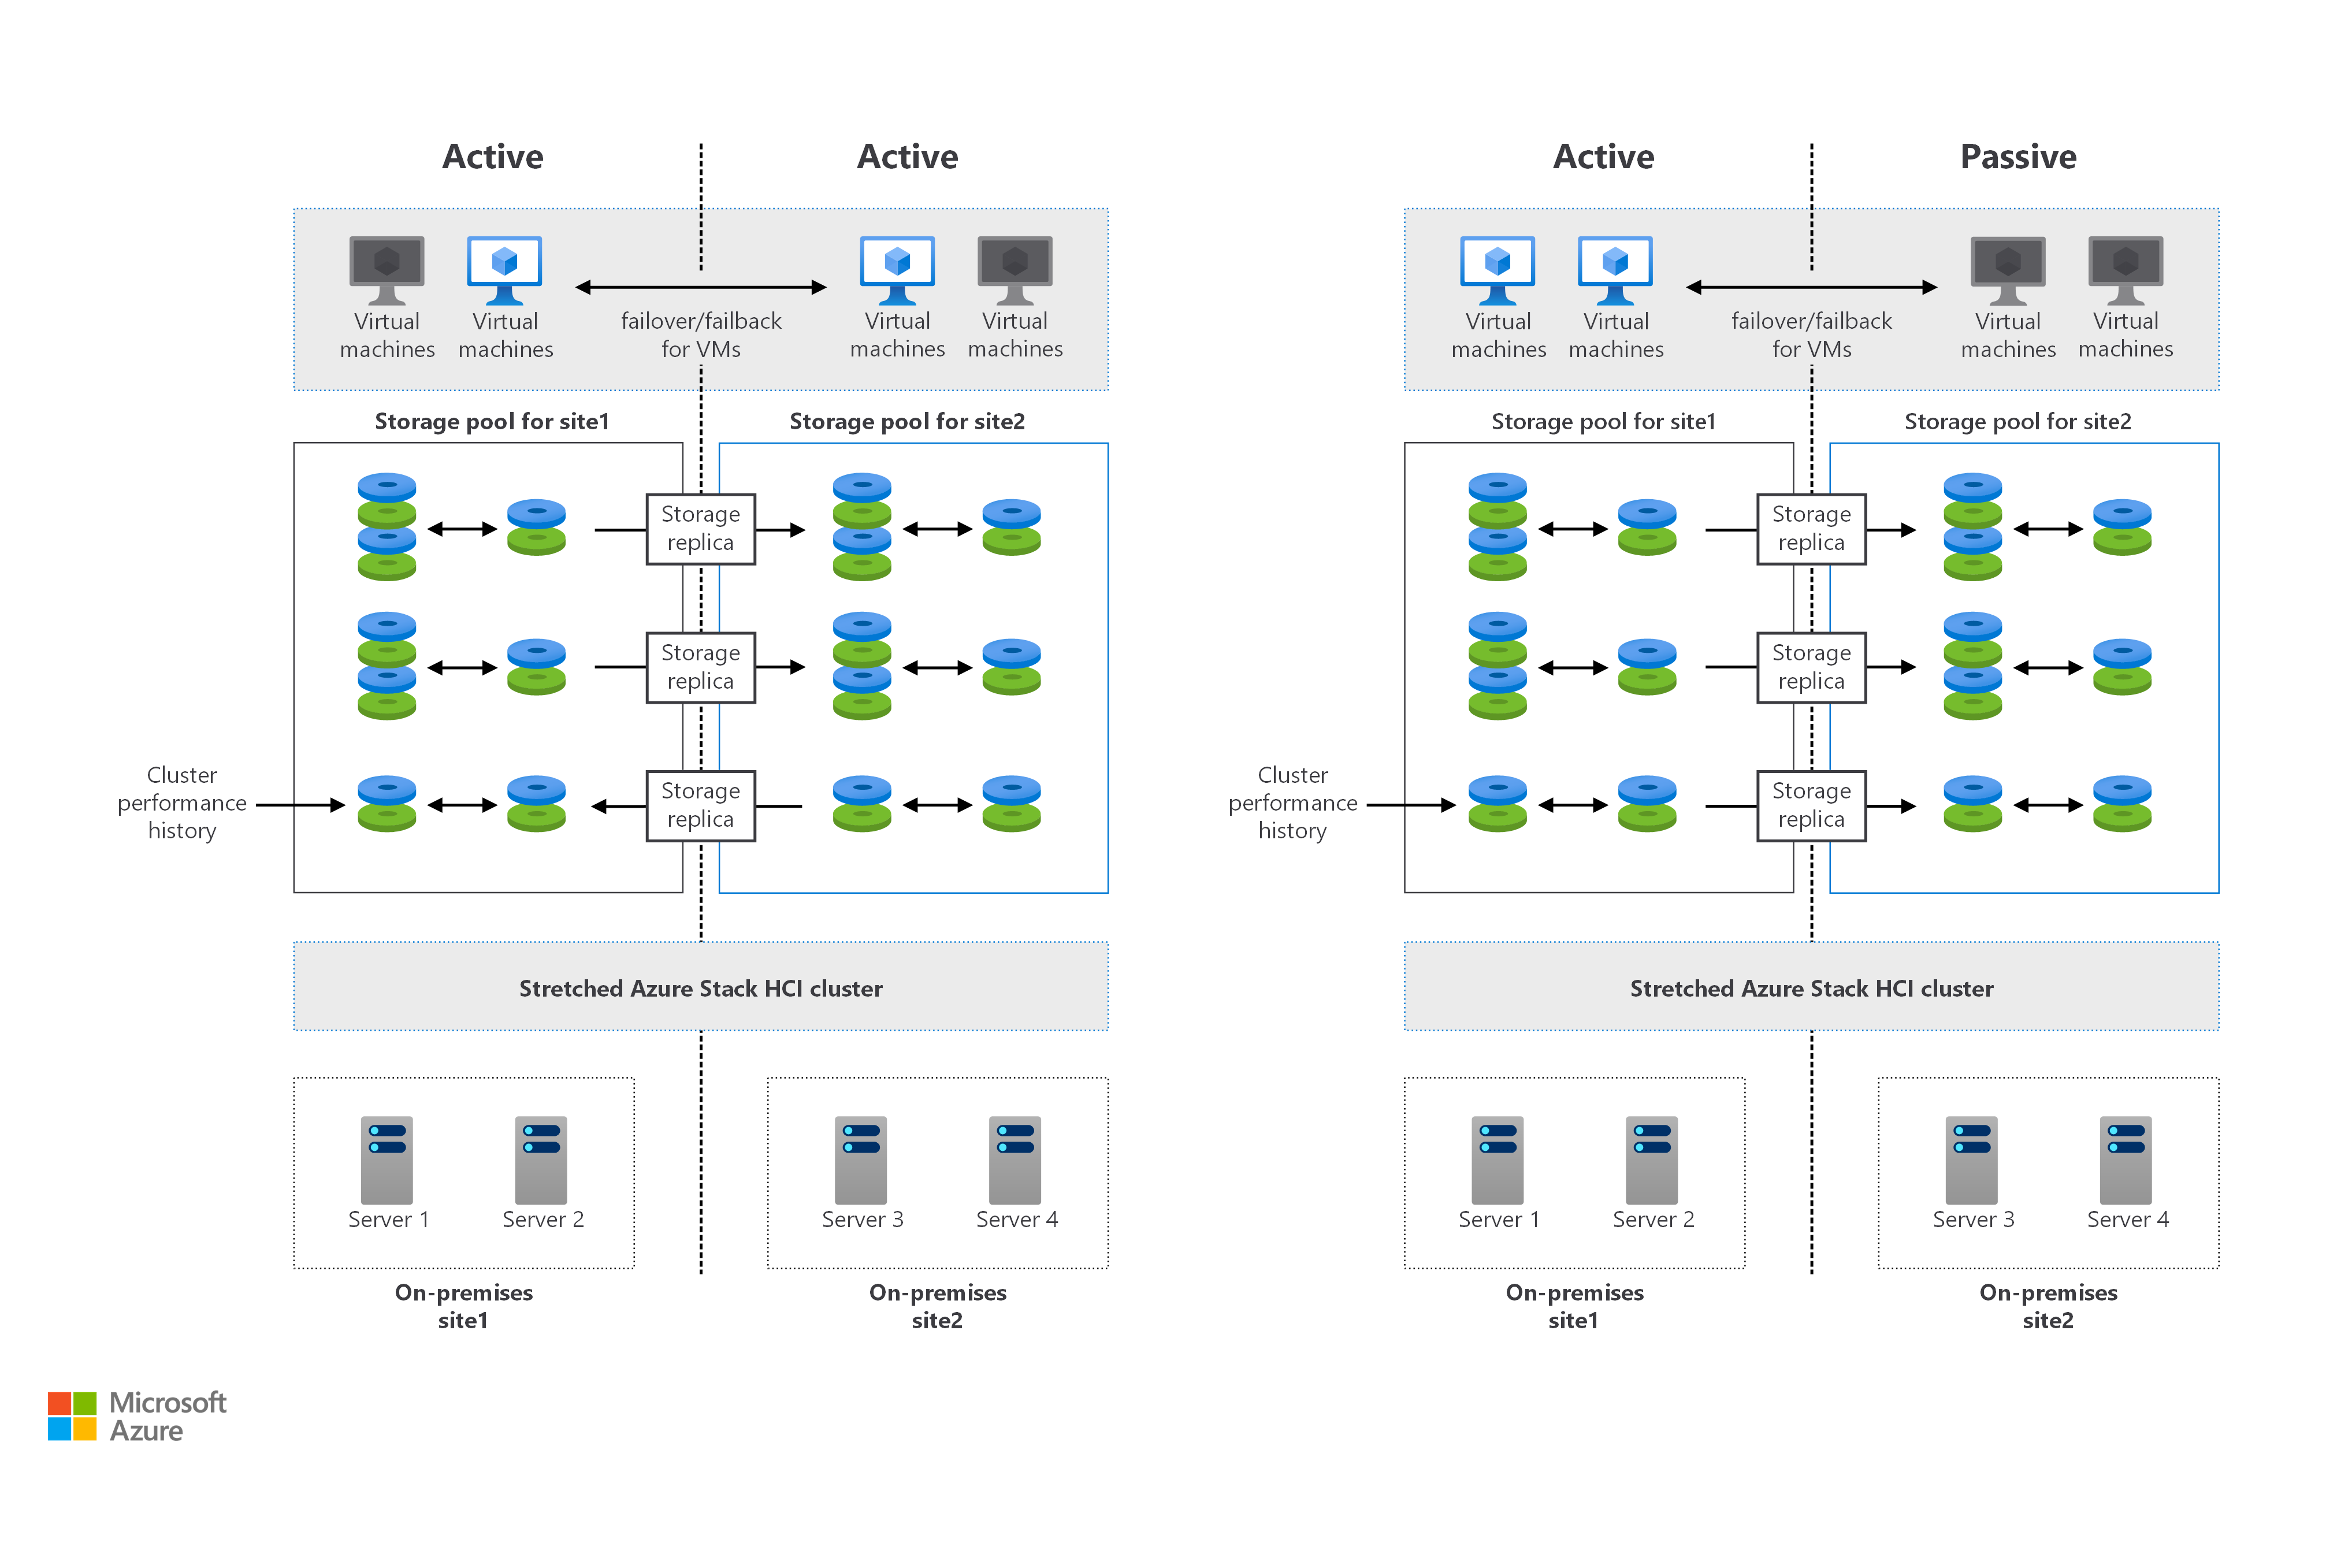 Active
Active
Virtual
machines
Virtual
machines
failover/failback
for VMs
Virtual
machines
Virtual
machines
Storage pool for site1
Storage pool for site2
Storage
replica
Storage
replica
Cluster
performance
history
Storage
replica
Stretched Azure Stack HCI cluster
Server 1
Server 2
Server 3
Server 4
On-premises
site1
On-premises
site2
Active
Passive
Virtual
machines
Virtual
machines
failover/failback
for VMs
Virtual
machines
Virtual
machines
Storage pool for site1
Storage pool for site2
Storage
replica
Storage
replica
Cluster
performance
history
Storage
replica
Stretched Azure Stack HCI cluster
Server 1
Server 2
Server 3
Server 4
On-premises
site1
On-premises
site2
Microsoft
Azure